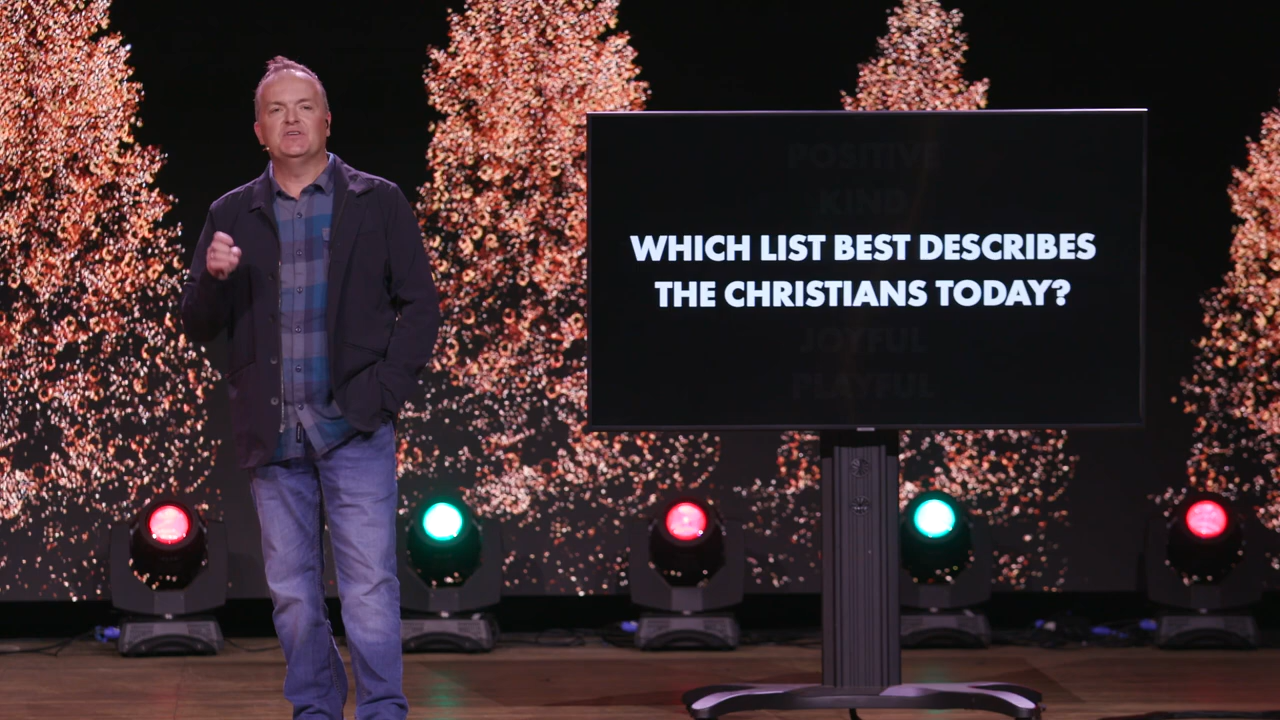 POSITIVE
KIND
WHICH LIST BEST DESCRIBES
THE CHRISTIANS TODAY?
JOYFUL
PLAYFUL